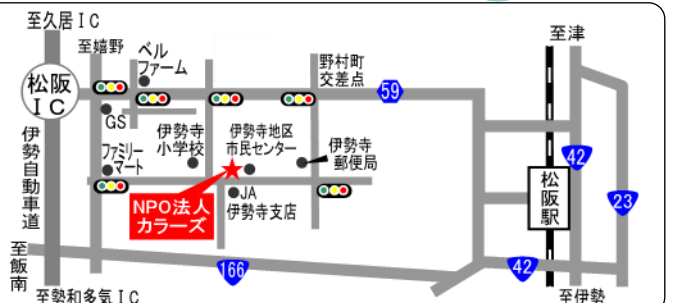 至久居IC
至嬉野
ベル
ファーム
野村町
交差点
至津
松阪
IC
59
GS
伊勢寺
小学校
伊勢寺地区
市民センター
伊勢寺
郵便局
ファミリー
マート
伊勢自動車道
NPO法人
カラーズ
JA
伊勢寺支店
42
松阪駅
23
至飯南
166
42
至勢和多気IC
至伊勢